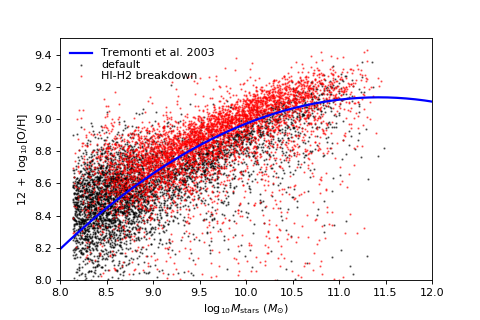 9.4
9.2
9.0
8.8
8.6
8.4
8.2
8.0
12 + log₁₀[O/H]
Tremonti et al. 2003
default
HI-H2 breakdown
8.0 8.5 9.0 9.5 10.0 10.5 11.0 11.5 12.0
log₁₀M_stars (M_⊙)